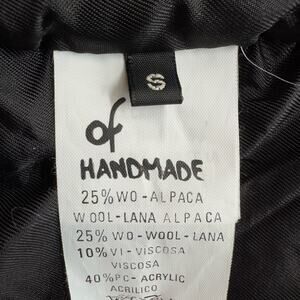 S
of
HANDMADE
25% WO-ALPACA
WOOL-LANA ALPACA
25% WO-WOOL-LANA
10% VI-VISCOSA
VISCOSA
40% PC-ACRYLIC
ACRILICO